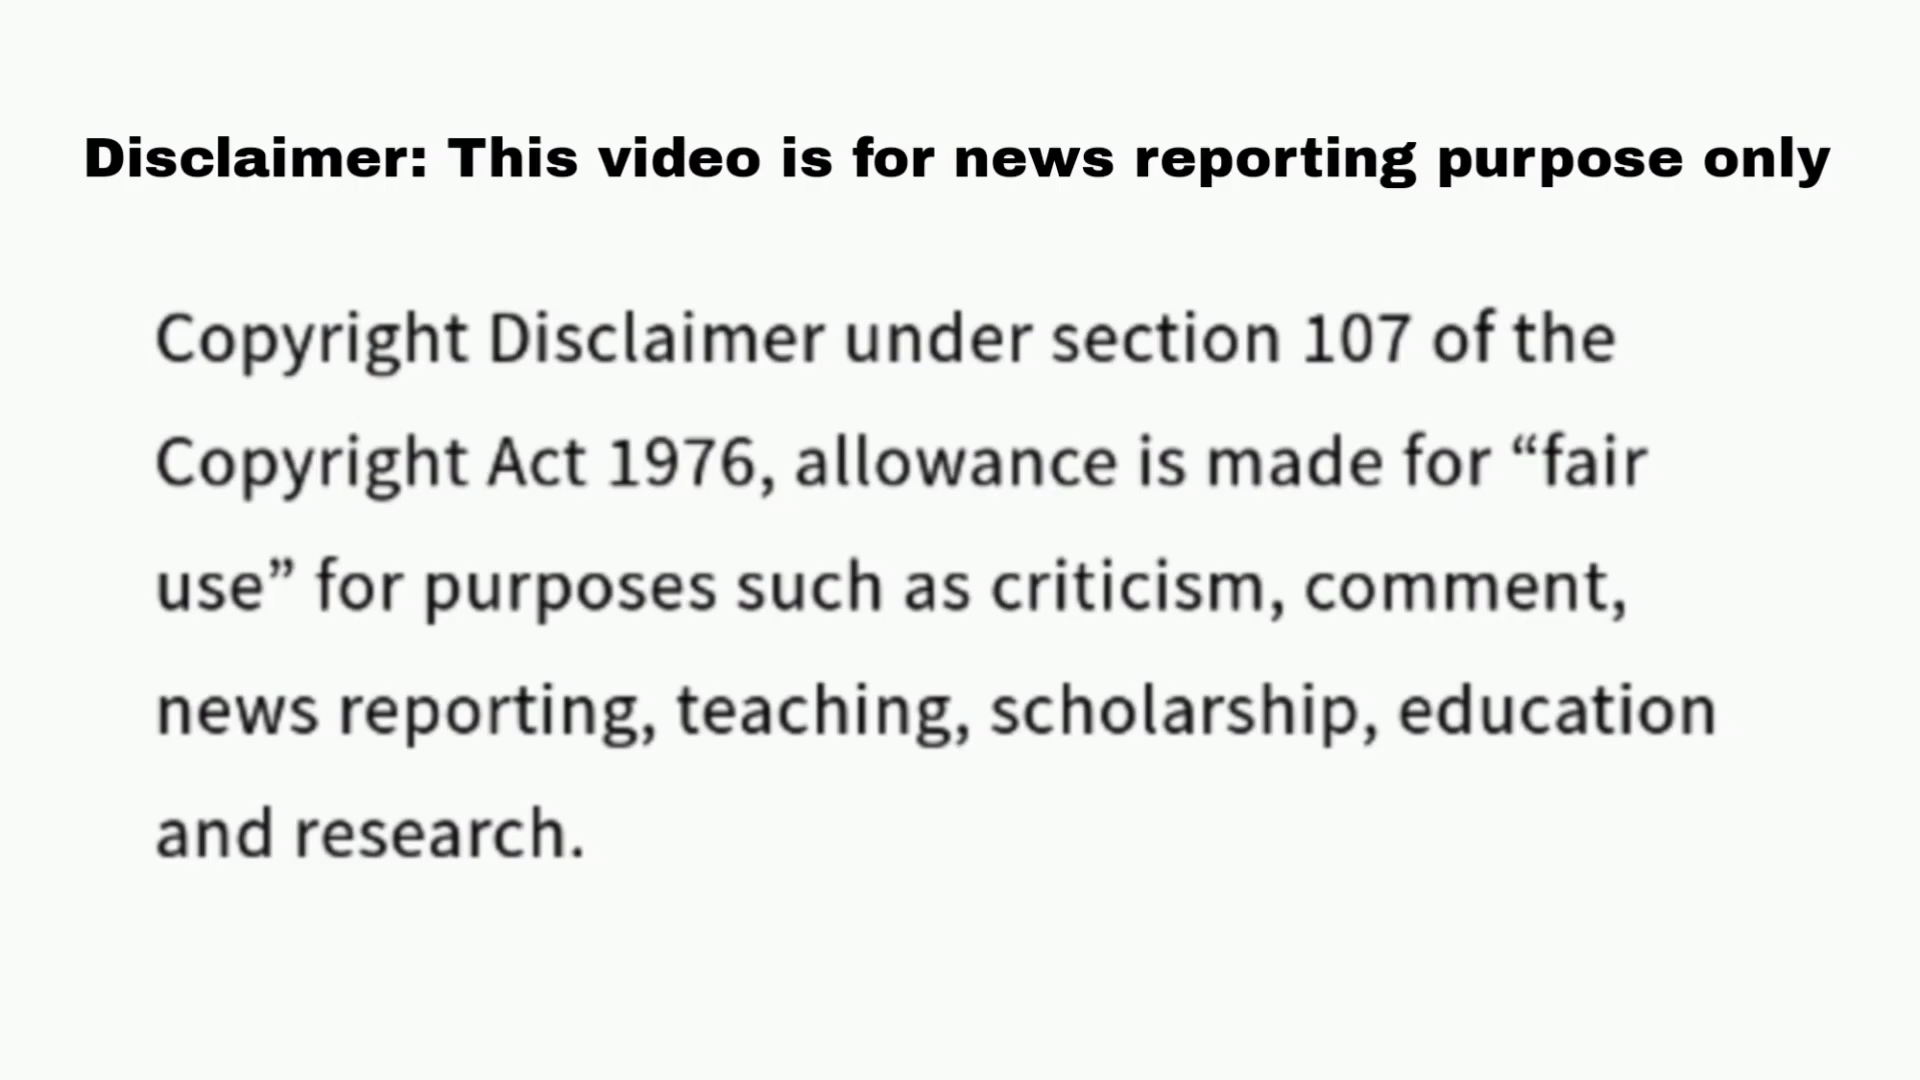 Disclaimer: This video is for news reporting purpose only
Copyright Disclaimer under section 107 of the
Copyright Act 1976, allowance is made for “fair
use” for purposes such as criticism, comment,
news reporting, teaching, scholarship, education
and research.